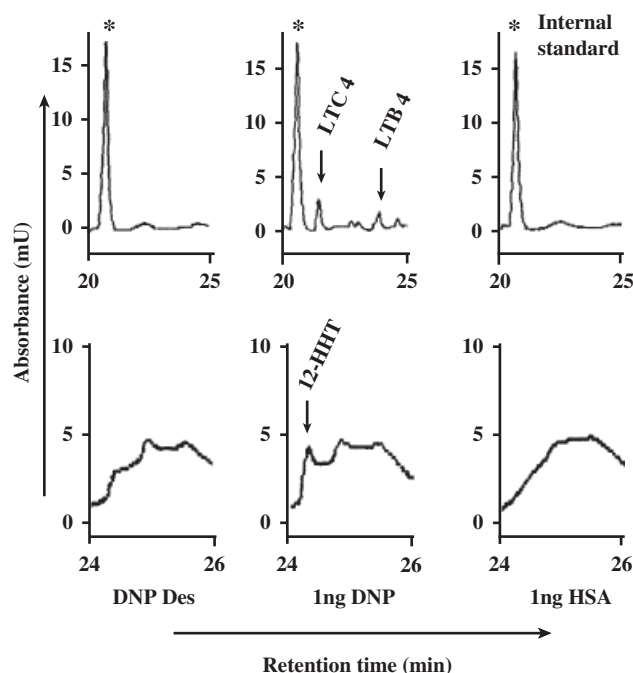 * * * Internal
standard
15 15 15
LTC 4 LTB 4
10 10 10
5 5 5
0 0 0
20 25 20 25 20 25
Absorbance (mU)
12-HHT
10 10 10
5 5 5
0 0 0
24 26 24 26 24 26
DNP Des 1ng DNP 1ng HSA
Retention time (min)